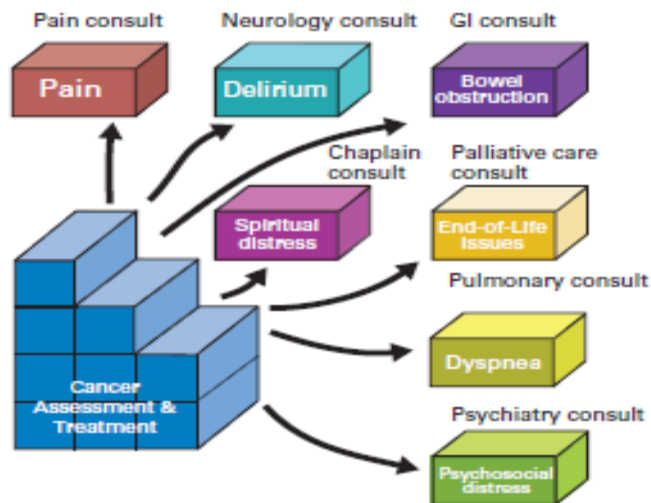 Pain consult
Neurology consult
GI consult
Pain
Delirium
Bowel
obstruction
Chaplain
consult
Palliative care
consult
Spiritual
distress
End-of-Life
Issues
Pulmonary consult
Dyspnea
Cancer
Assessment &
Treatment
Psychiatry consult
Psychosocial
distress